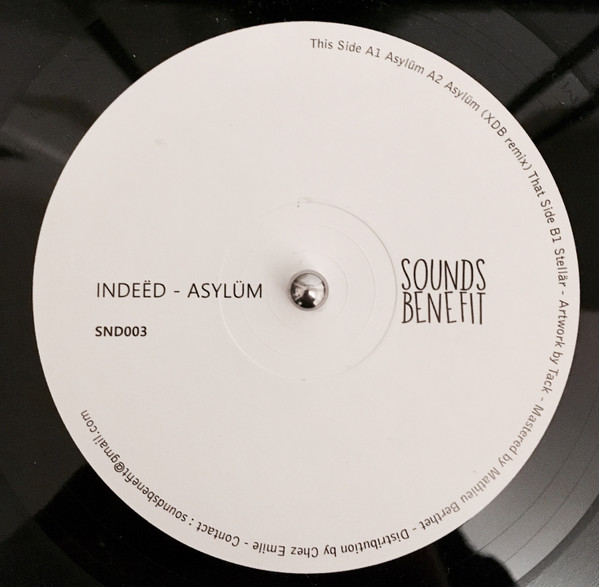 This Side A1 Asylüm A2 Asylüm (XDB remix) That Side B1 Stellär - Artwork by Tack - Mastered by Mathieu Berthet - Distribution by Chez Emile - Contact : soundsbenefit@gmail.com
INDEËD - ASYLÜM
SND003
SOUNDS
BENEFIT